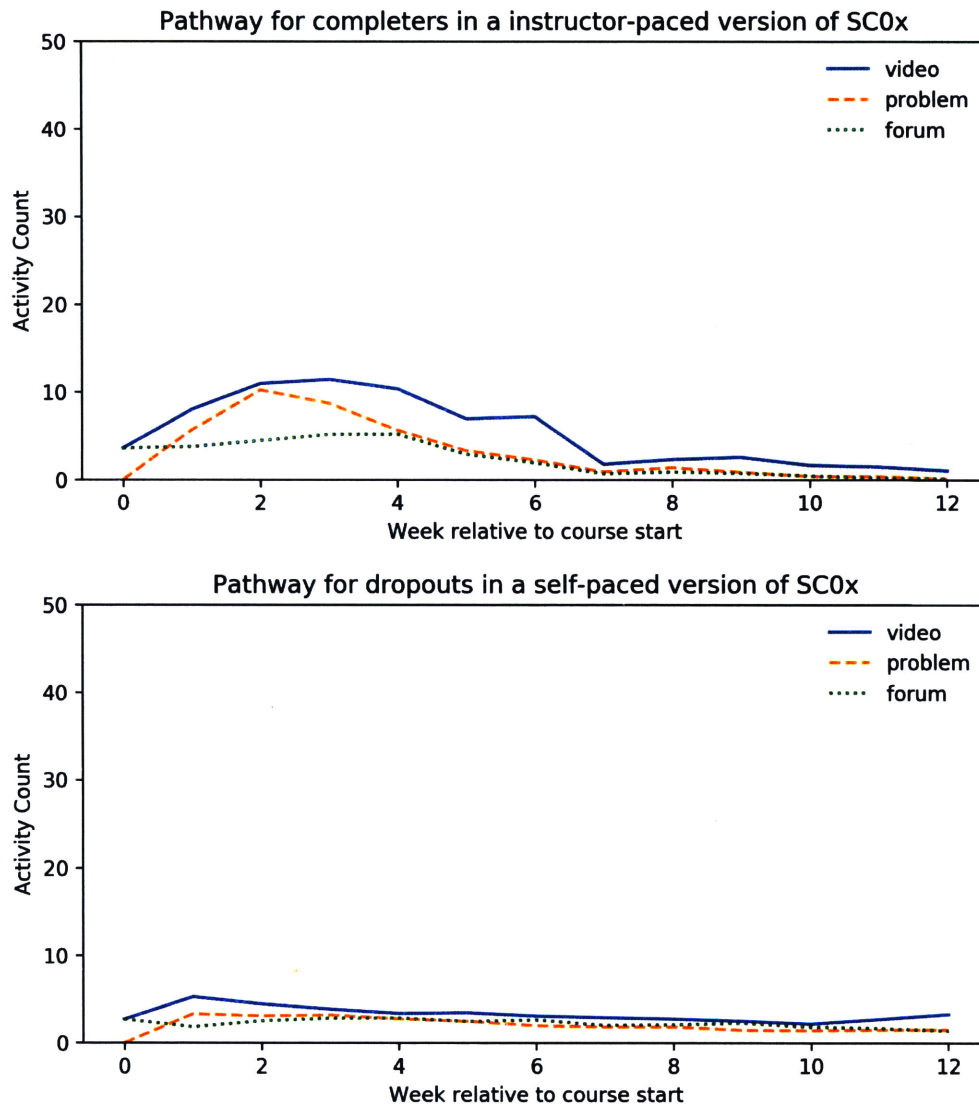 Pathway for completers in a instructor-paced version of SC0x
50
40
30
20
10
0
Activity Count
video
problem
forum
0 2 4 6 8 10 12
Week relative to course start
Pathway for dropouts in a self-paced version of SC0x
50
40
30
20
10
0
Activity Count
video
problem
forum
0 2 4 6 8 10 12
Week relative to course start